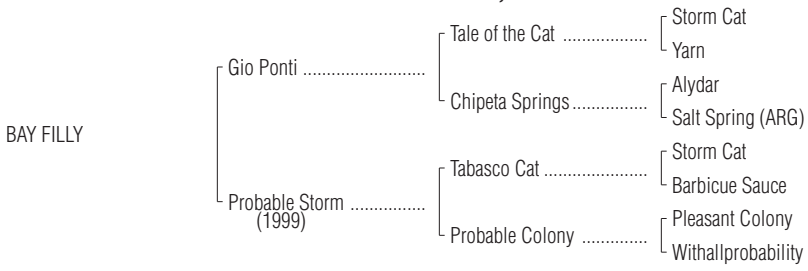 Storm Cat
Tale of the Cat ..................
Yarn
Gio Ponti ..........................
Alydar
Chipeta Springs................
Salt Spring (ARG)
BAY FILLY
Storm Cat
Tabasco Cat ......................
Barbicue Sauce
Probable Storm ................
(1999)
Pleasant Colony
Probable Colony ..............
Withallprobability